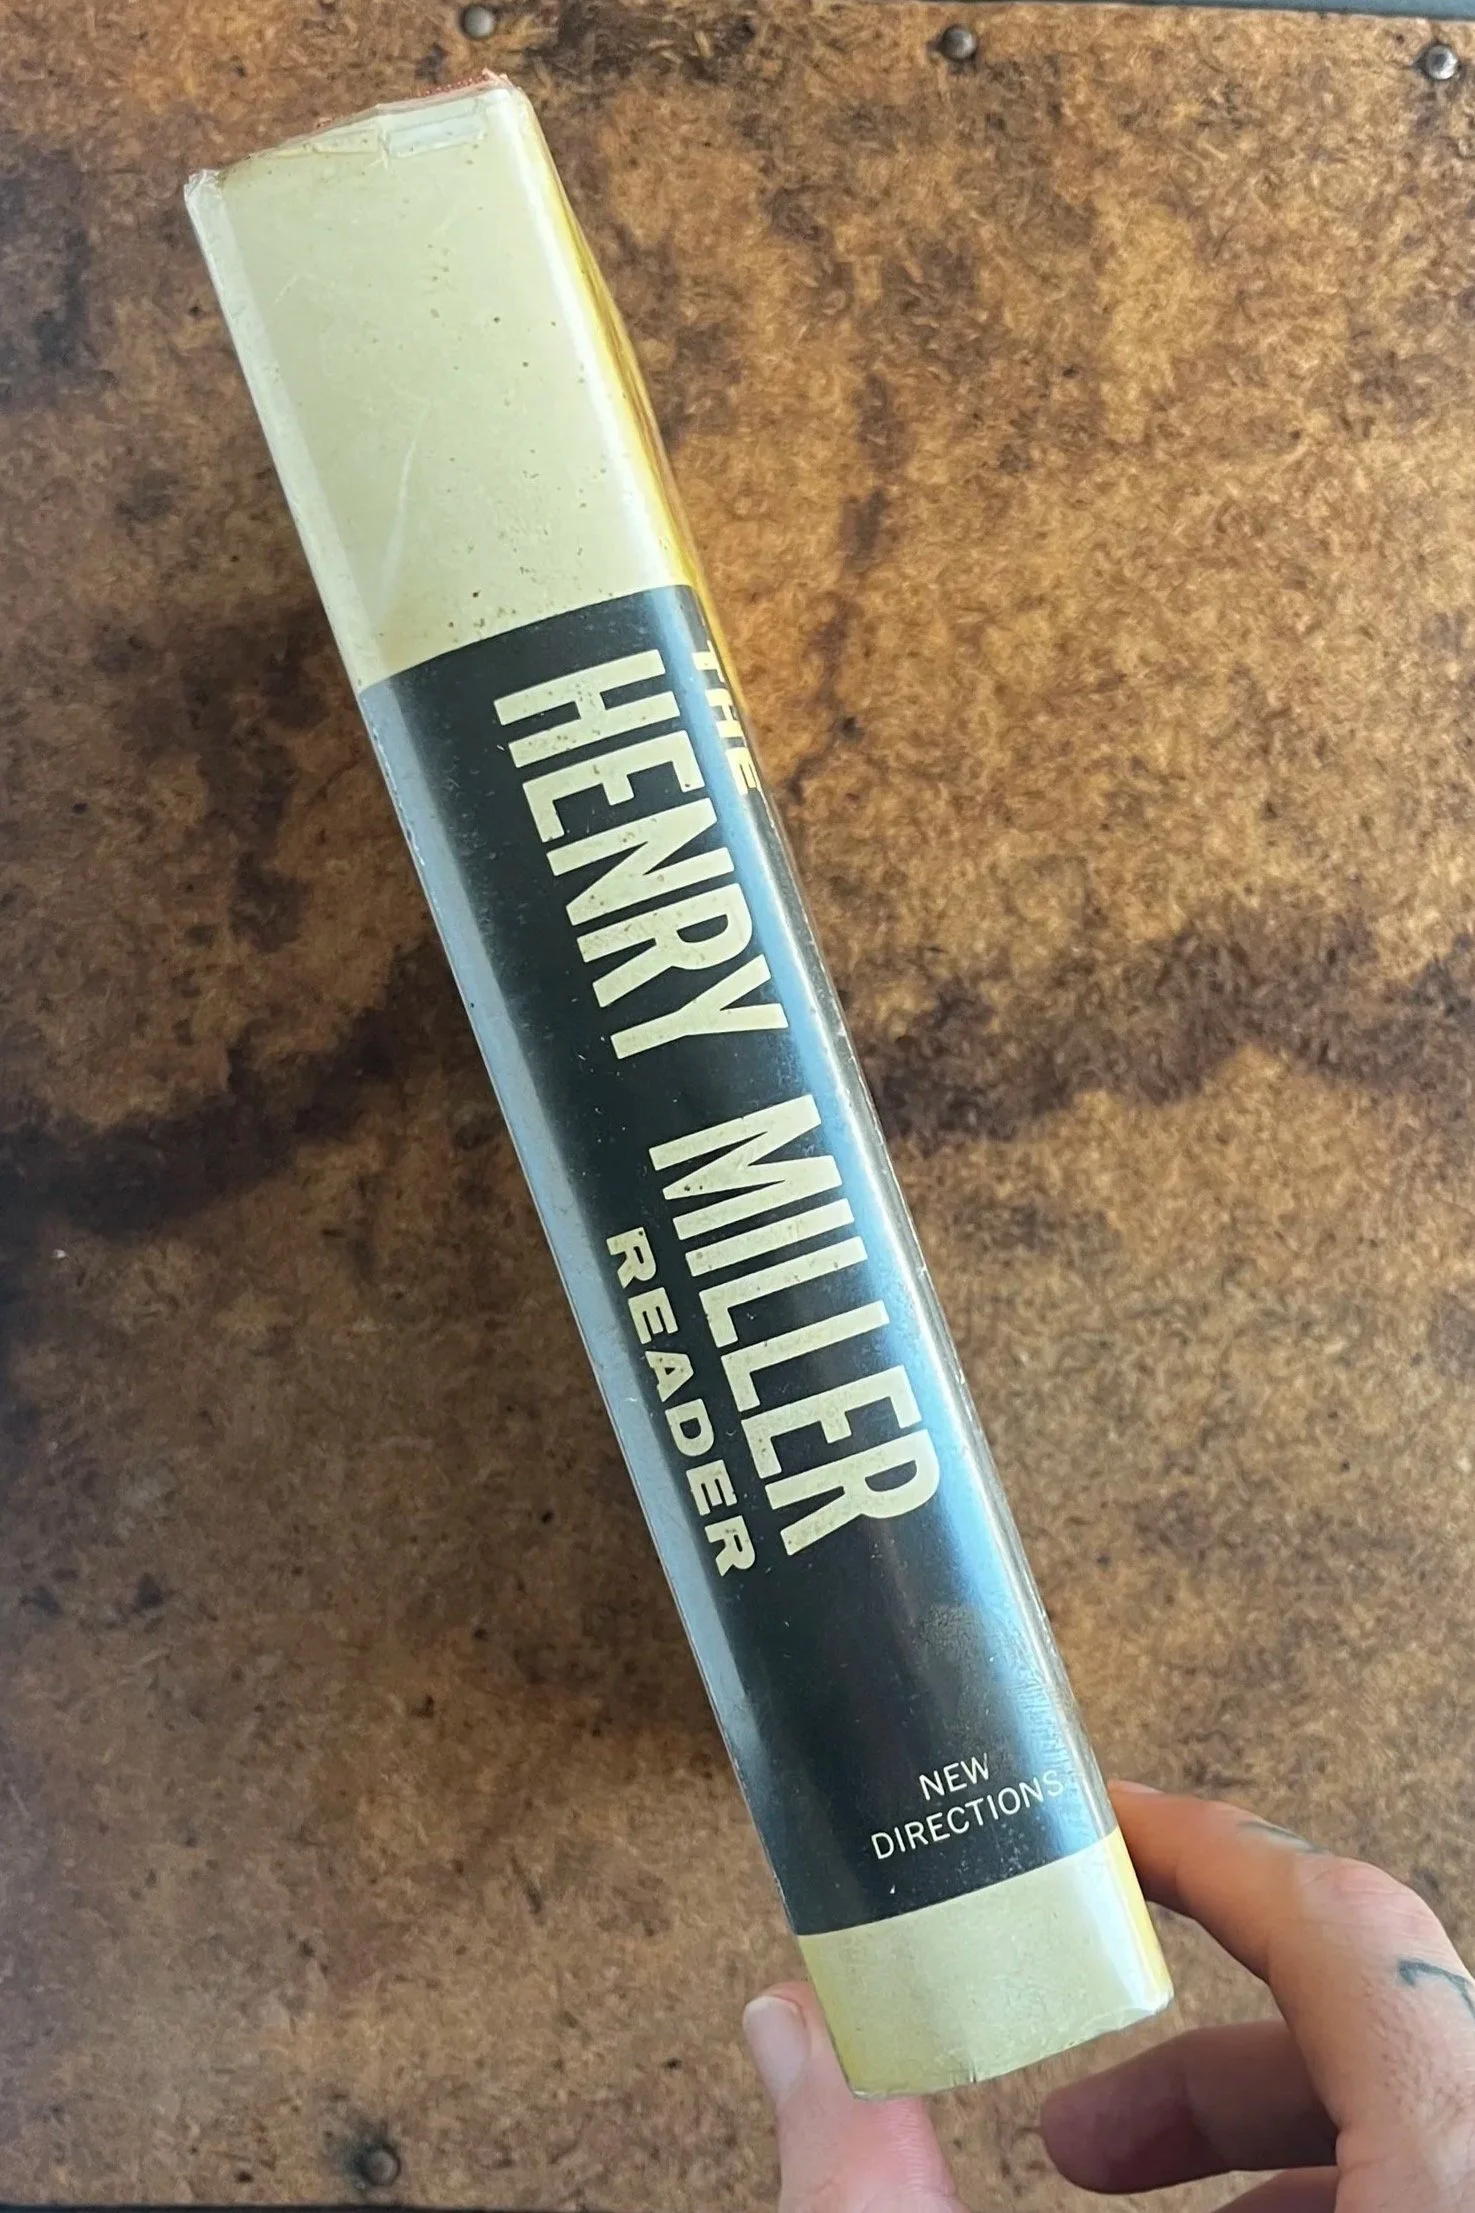 THE
HENRY MILLER
READER
NEW
DIRECTIONS